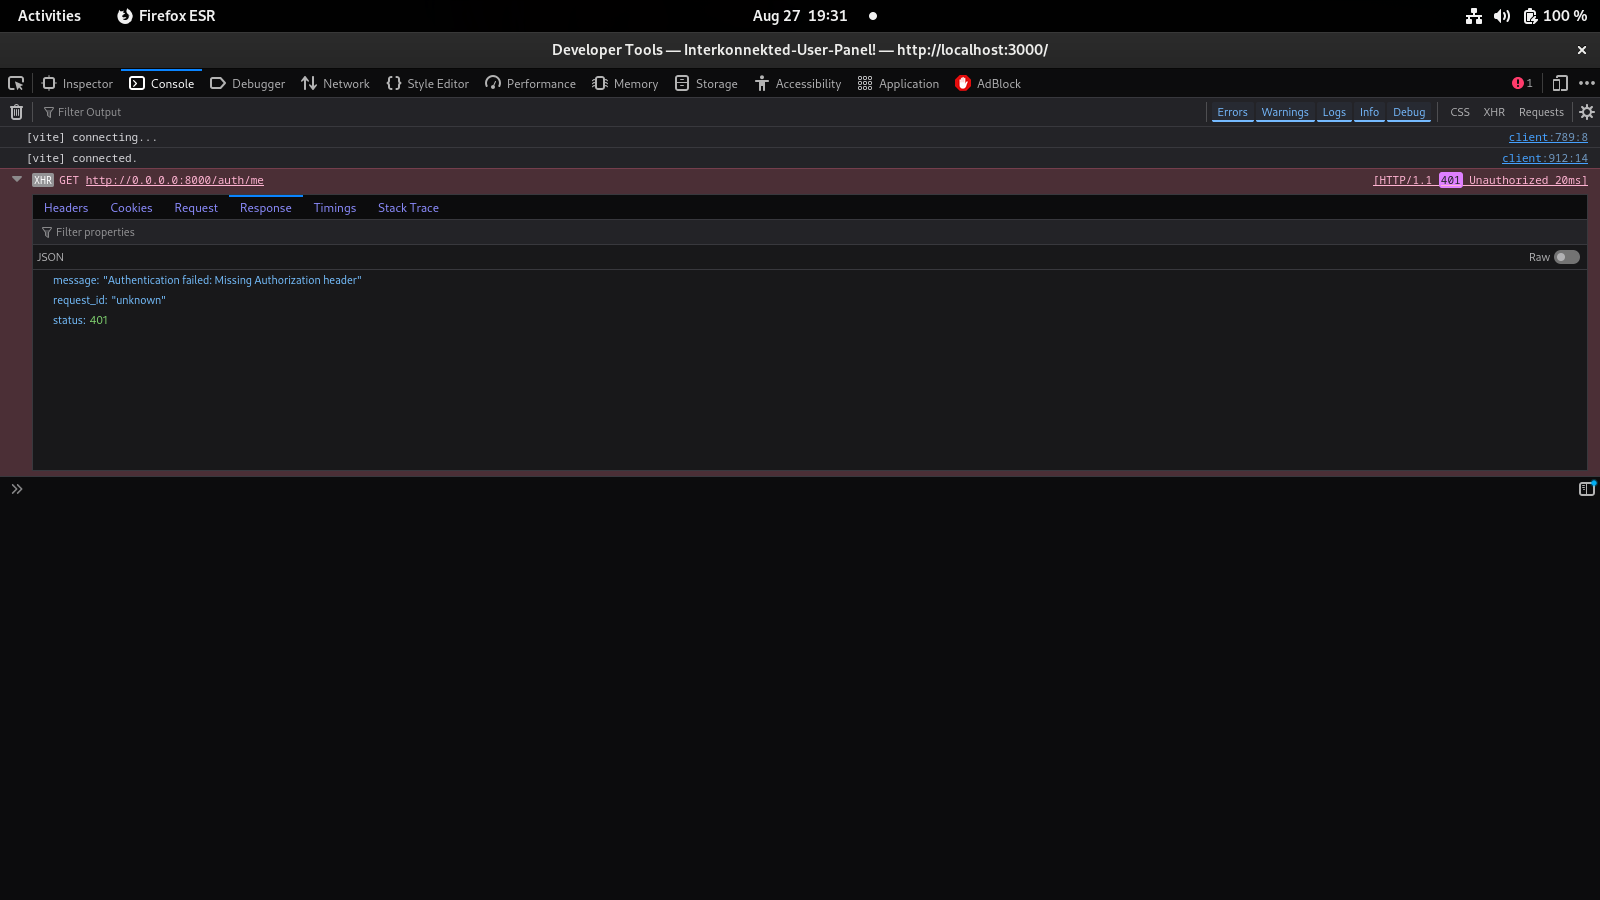 Activities Firefox ESR Aug 27 19:31 100 %
Developer Tools — Interkonnekted-User-Panel! — http://localhost:3000/
Inspector Console Debugger Network Style Editor Performance Memory Storage Accessibility Application AdBlock 1
Filter Output Errors Warnings Logs Info Debug CSS XHR Requests
[vite] connecting... client:789:8
[vite] connected. client:912:14
XHR GET http://0.0.0.0:8000/auth/me [HTTP/1.1 401 Unauthorized 20ms]
Headers Cookies Request Response Timings Stack Trace
Filter properties
JSON Raw
message: "Authentication failed: Missing Authorization header"
request_id: "unknown"
status: 401